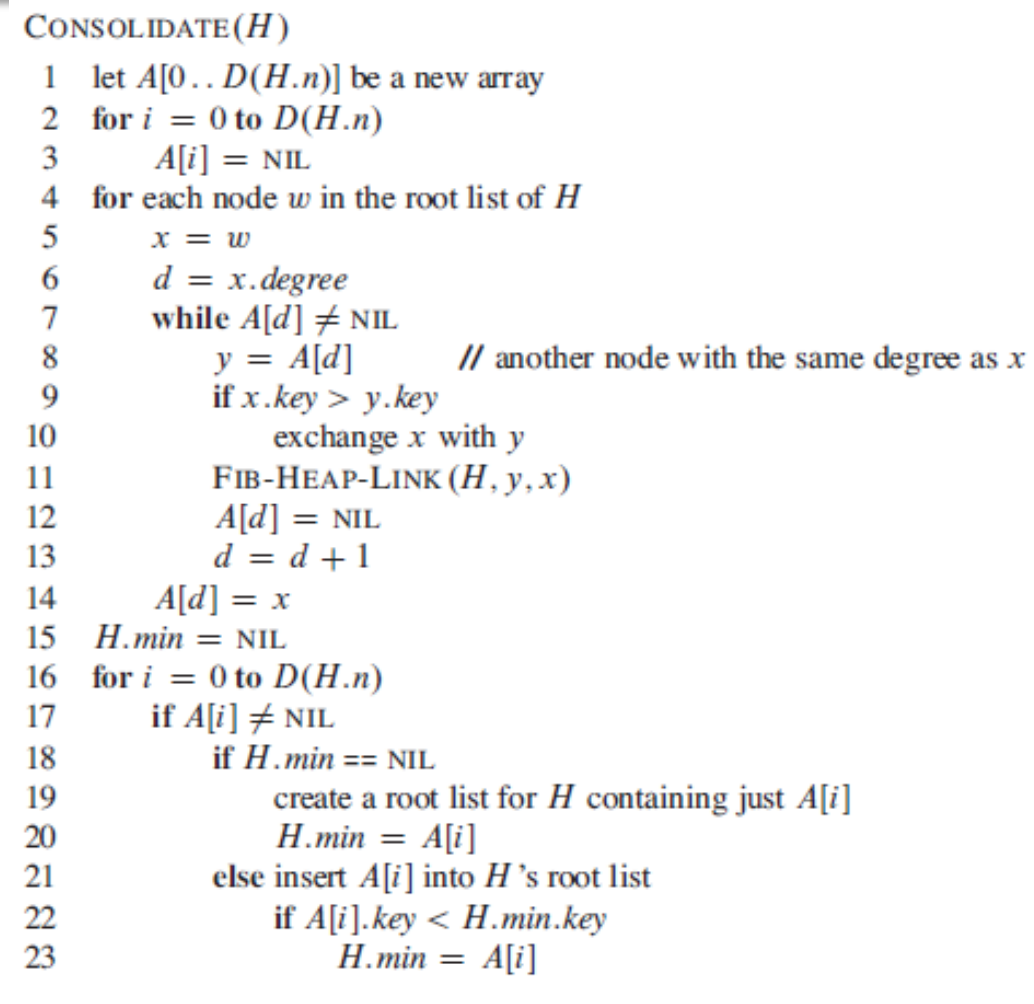 CONSOLIDATE(H)
1 let A[0 .. D(H.n)] be a new array
2 for i = 0 to D(H.n)
3 A[i] = NIL
4 for each node w in the root list of H
5 x = w
6 d = x.degree
7 while A[d] ≠ NIL
8 y = A[d] // another node with the same degree as x
9 if x.key > y.key
10 exchange x with y
11 FIB-HEAP-LINK(H, y, x)
12 A[d] = NIL
13 d = d + 1
14 A[d] = x
15 H.min = NIL
16 for i = 0 to D(H.n)
17 if A[i] ≠ NIL
18 if H.min == NIL
19 create a root list for H containing just A[i]
20 H.min = A[i]
21 else insert A[i] into H's root list
22 if A[i].key < H.min.key
23 H.min = A[i]